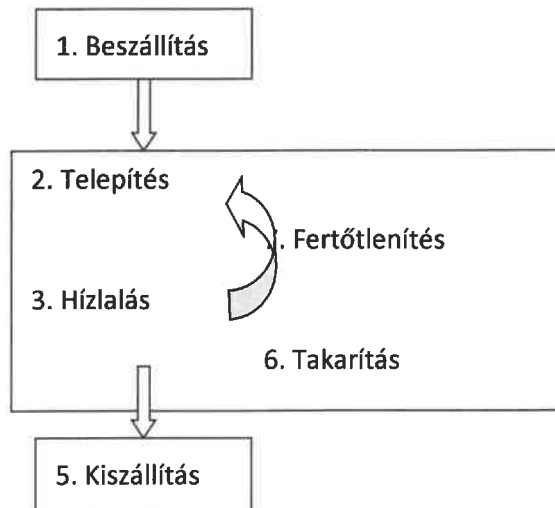 1. Beszállítás
2. Telepítés
. Fertőtlenítés
3. Hízlalás
6. Takarítás
5. Kiszállítás